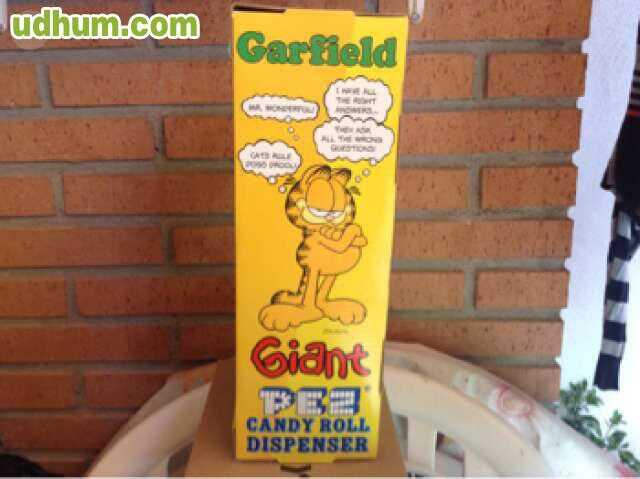 udhum.com
Garfield
I HAVE ALL
THE RIGHT
ANSWERS...
MR. WONDERFUL!
THEY ASK
ALL THE WRONG
QUESTIONS!
CATS RULE
DOGS DROOL!
Giant
PEZ®
CANDY ROLL
DISPENSER